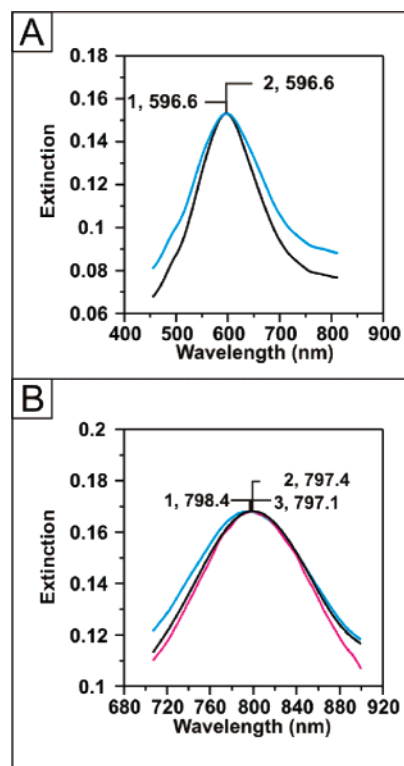 A
0.18
0.16
0.14
0.12
0.1
0.08
0.06
Extinction
2, 596.6
1, 596.6
400 500 600 700 800 900
Wavelength (nm)
B
0.2
0.18
0.16
0.14
0.12
0.1
Extinction
2, 797.4
1, 798.4 3, 797.1
680 720 760 800 840 880 920
Wavelength (nm)